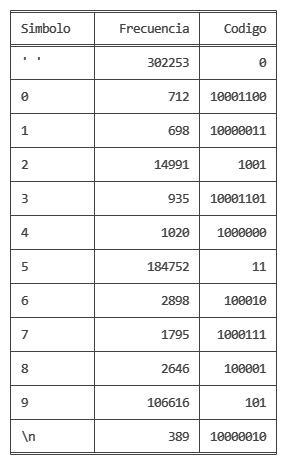 Simbolo Frecuencia Codigo
' ' 302253 0
0 712 10001100
1 698 10000011
2 14991 1001
3 935 10001101
4 1020 1000000
5 184752 11
6 2898 100010
7 1795 1000111
8 2646 100001
9 106616 101
\n 389 10000010